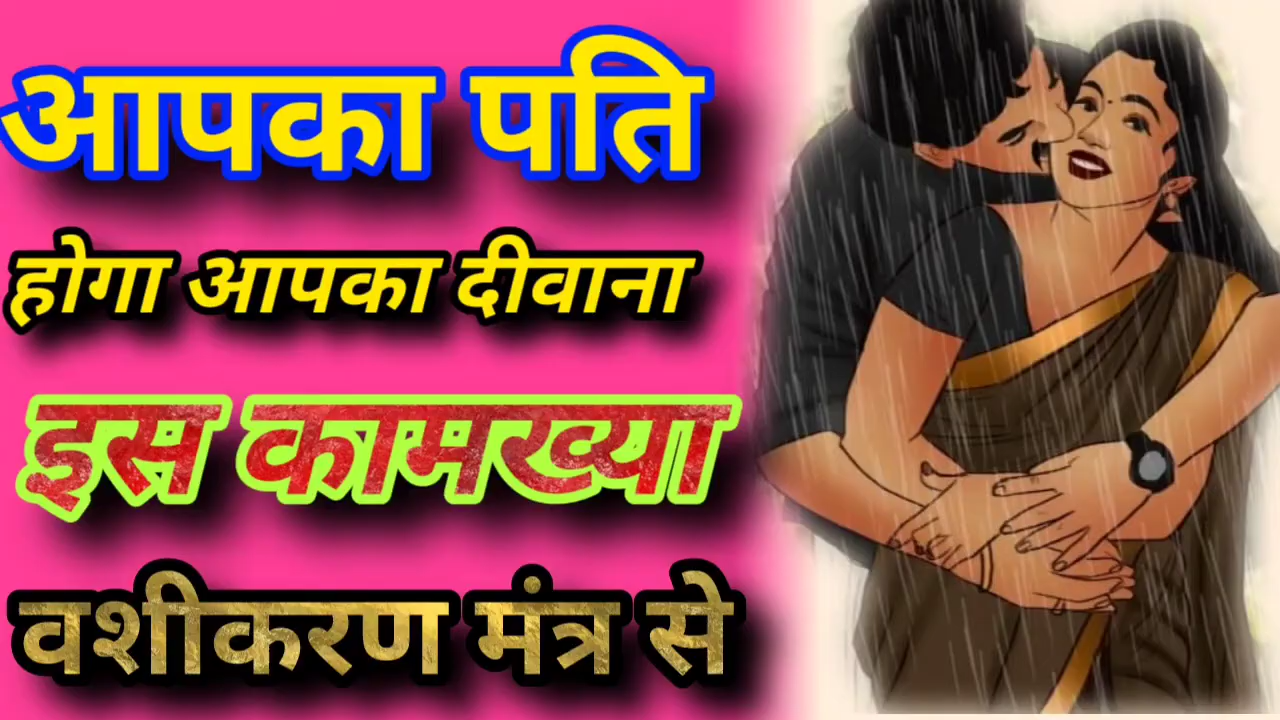 आपका पति
होगा आपका दीवाना
इस कामख्या
वशीकरण मंत्र से